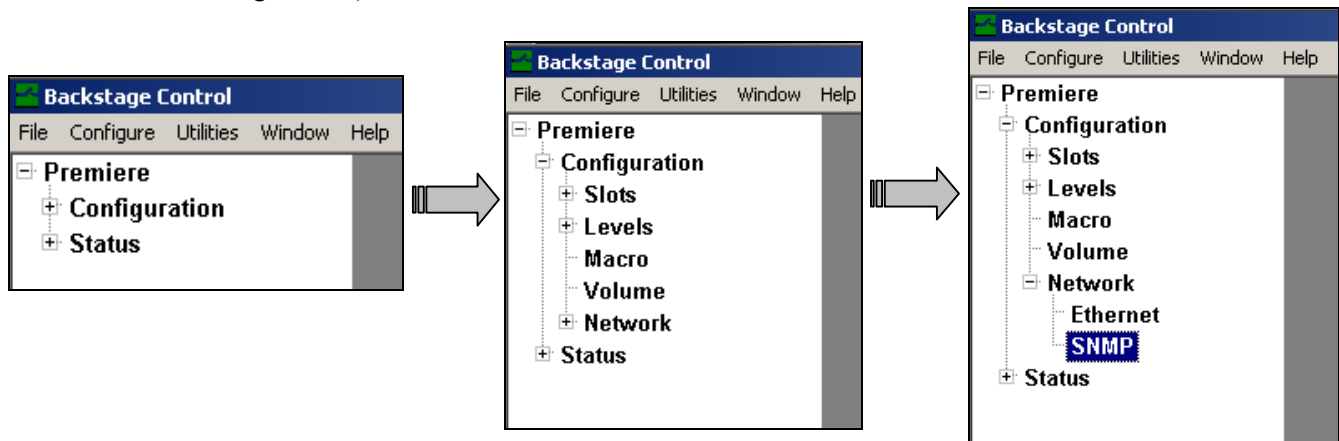 Backstage Control
File Configure Utilities Window Help
Premiere
Configuration
Status
Backstage Control
File Configure Utilities Window Help
Premiere
Configuration
Slots
Levels
Macro
Volume
Network
Status
Backstage Control
File Configure Utilities Window Help
Premiere
Configuration
Slots
Levels
Macro
Volume
Network
Ethernet
SNMP
Status